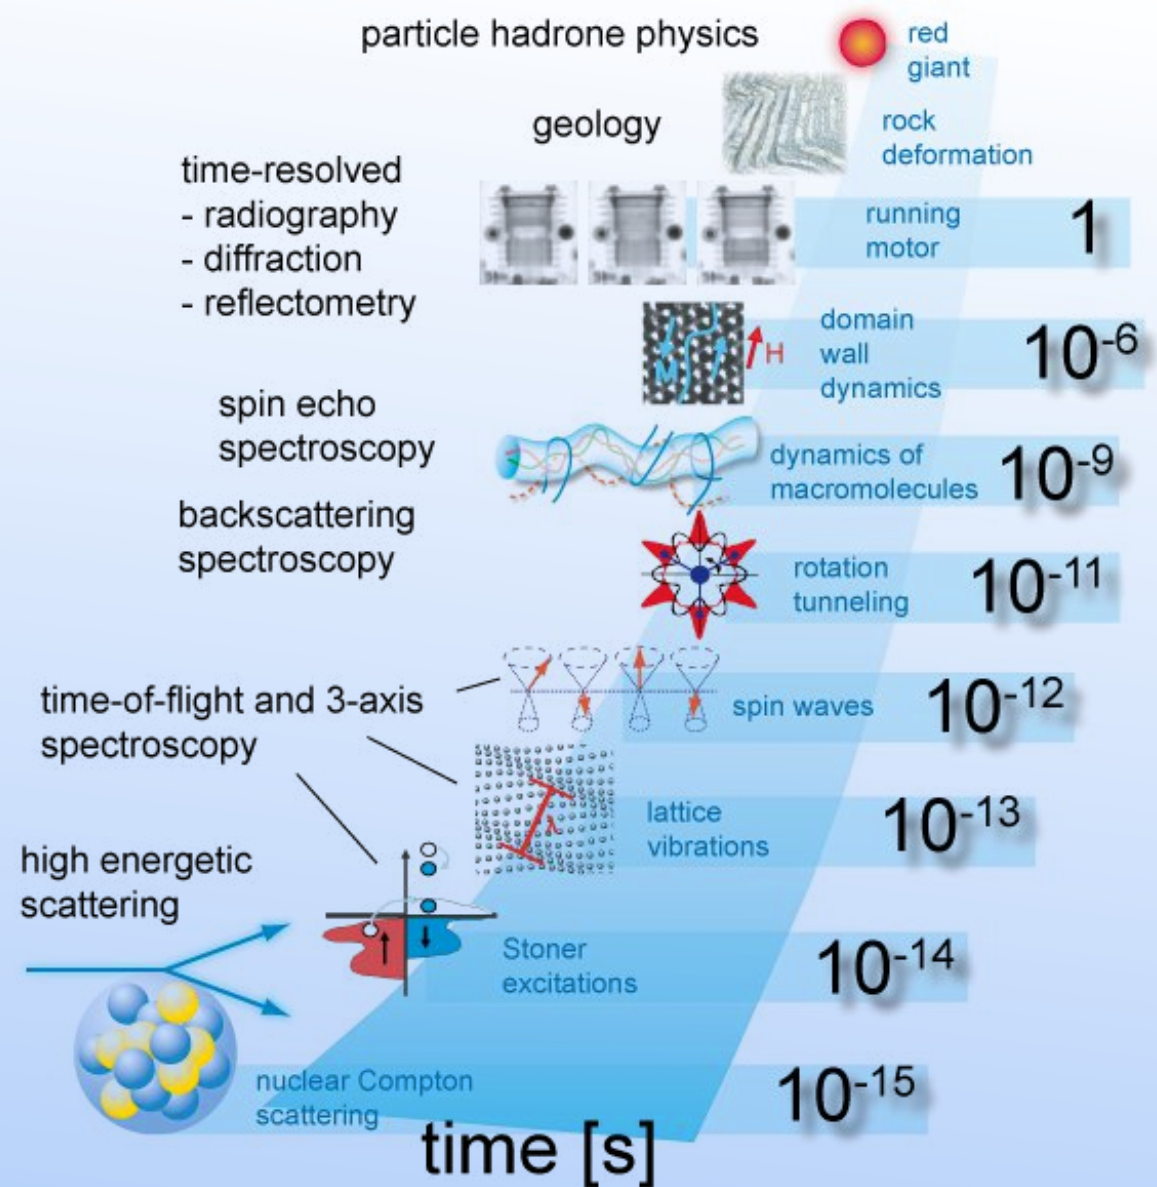 particle hadrone physics
red
giant
geology
rock
deformation
time-resolved
- radiography
- diffraction
- reflectometry
running
motor
1
M
H
domain
wall
dynamics
10⁻⁶
spin echo
spectroscopy
dynamics of
macromolecules
10⁻⁹
backscattering
spectroscopy
rotation
tunneling
10⁻¹¹
time-of-flight and 3-axis
spectroscopy
spin waves
10⁻¹²
λ
lattice
vibrations
10⁻¹³
high energetic
scattering
Stoner
excitations
10⁻¹⁴
nuclear Compton
scattering
10⁻¹⁵
time [s]